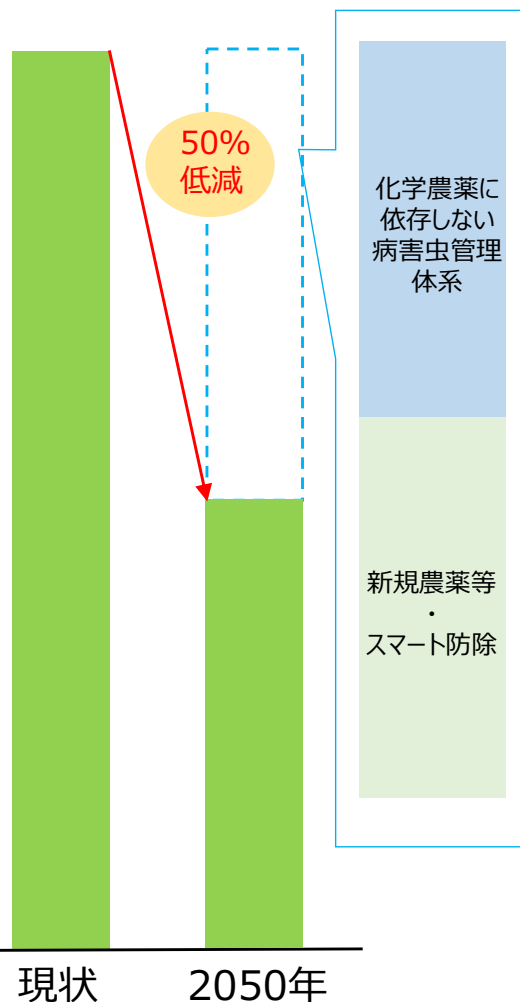 50%
低減
化学農薬に
依存しない
病害虫管理
体系
新規農薬等
・
スマート防除
現状
2050年